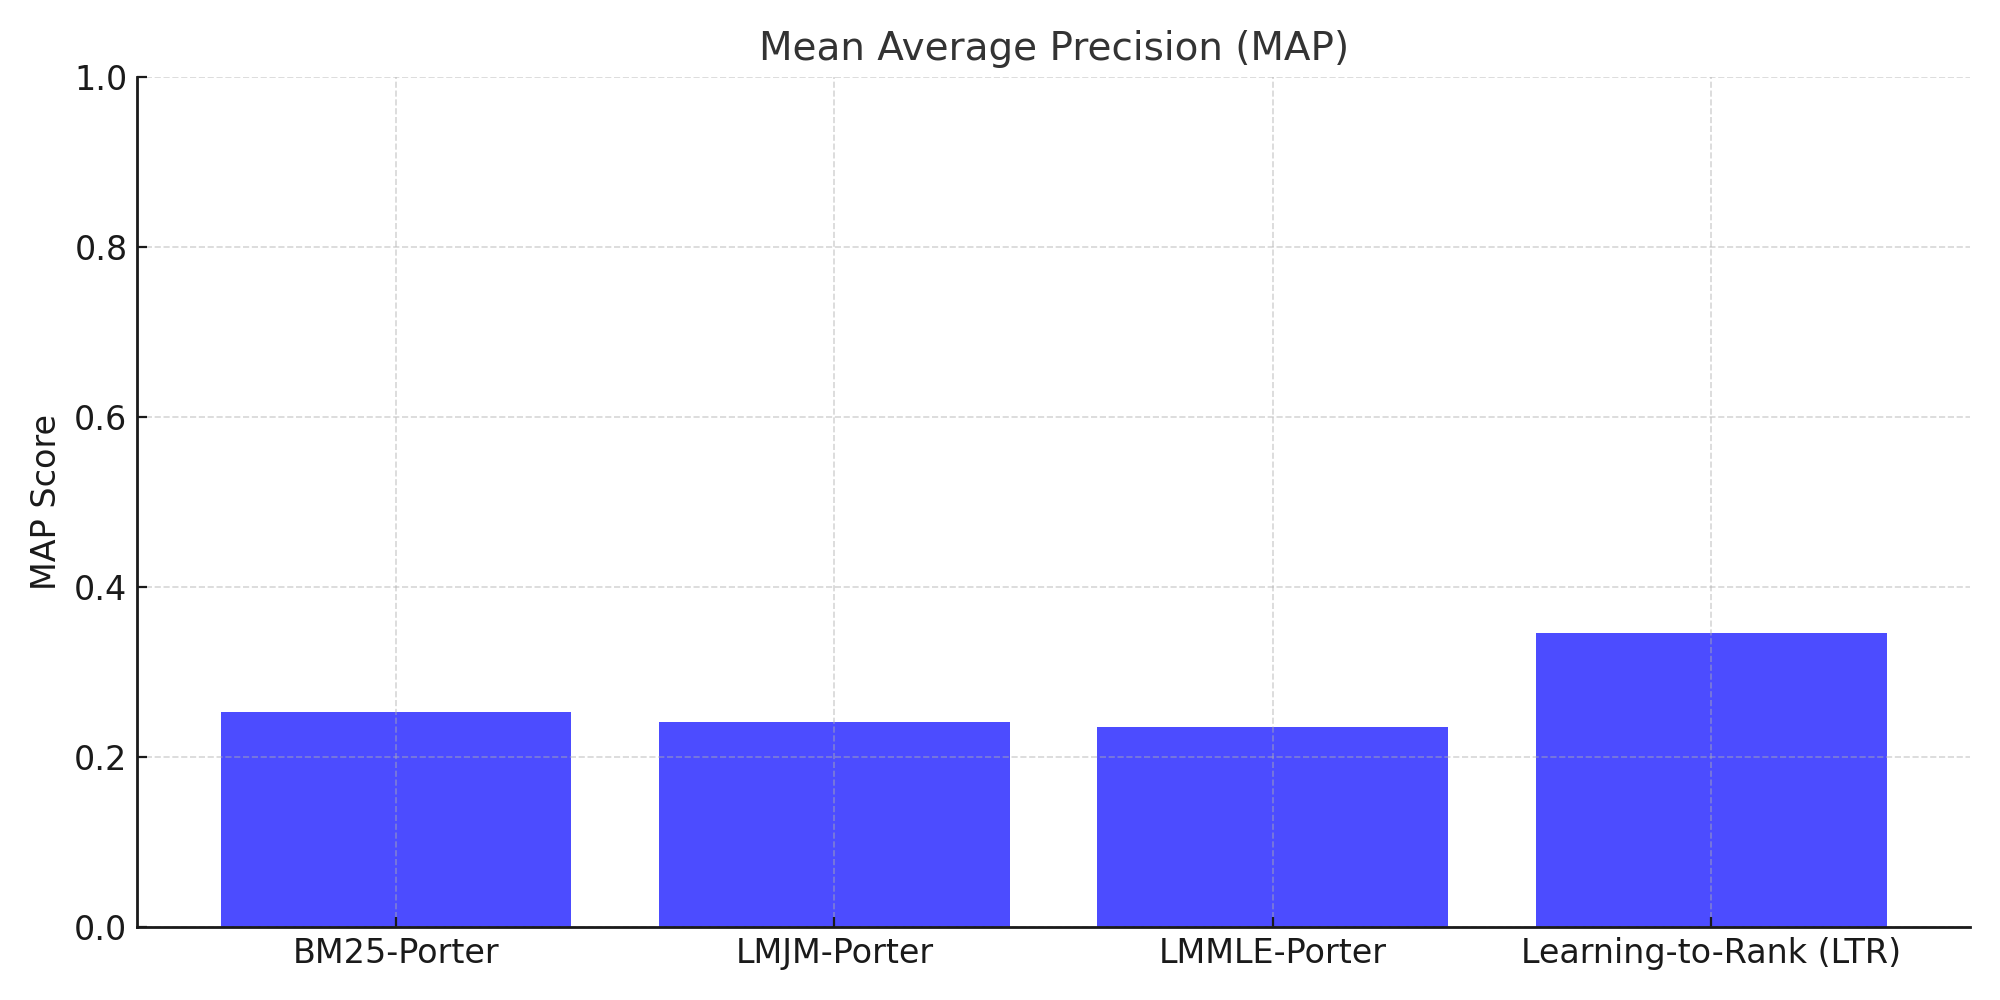 Mean Average Precision (MAP)
MAP Score
1.0
0.8
0.6
0.4
0.2
0.0
BM25-Porter
LMJM-Porter
LMMLE-Porter
Learning-to-Rank (LTR)